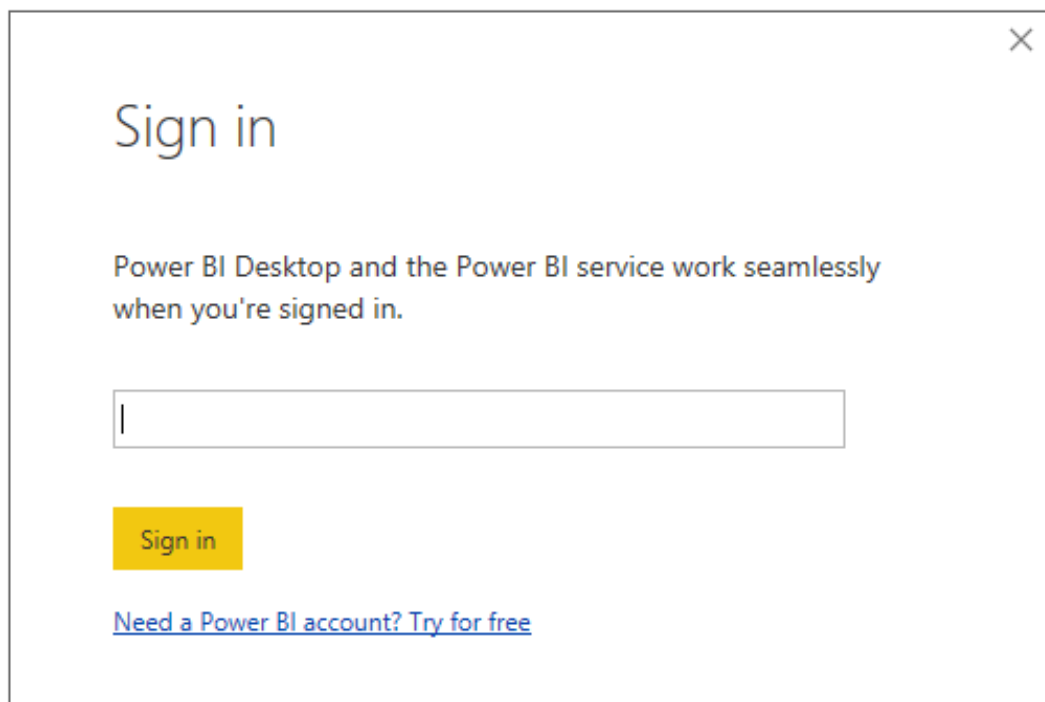 Sign in
Power BI Desktop and the Power BI service work seamlessly
when you're signed in.
Sign in
Need a Power BI account? Try for free